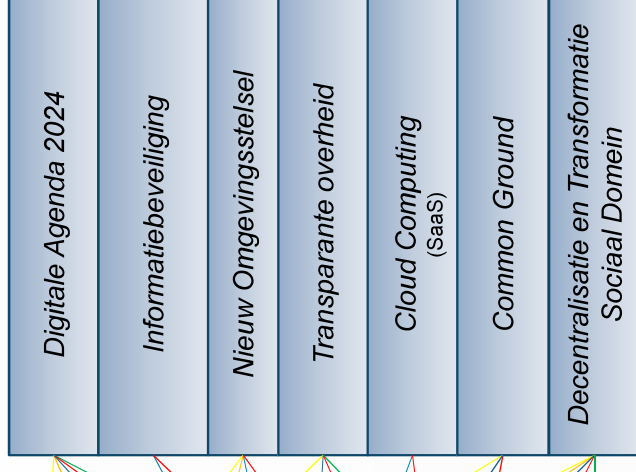 Digitale Agenda 2024
Informatiebeveiliging
Nieuw Omgevingsstelsel
Transparante overheid
Cloud Computing
(SaaS)
Common Ground
Decentralisatie en Transformatie
Sociaal Domein